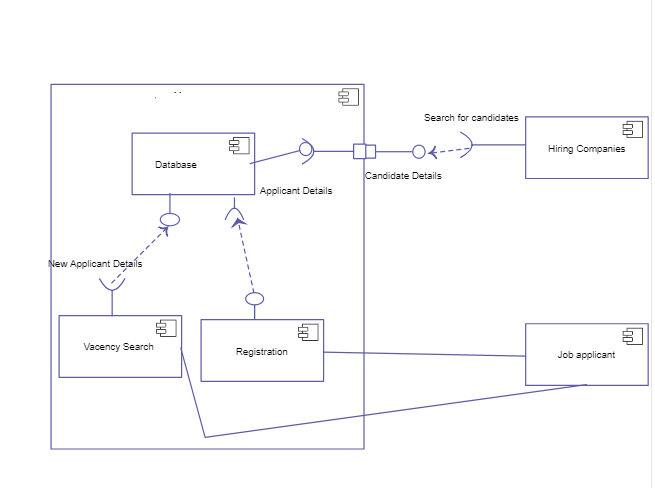 Search for candidates
Hiring Companies
Database
Candidate Details
Applicant Details
New Applicant Details
Vacency Search
Registration
Job applicant